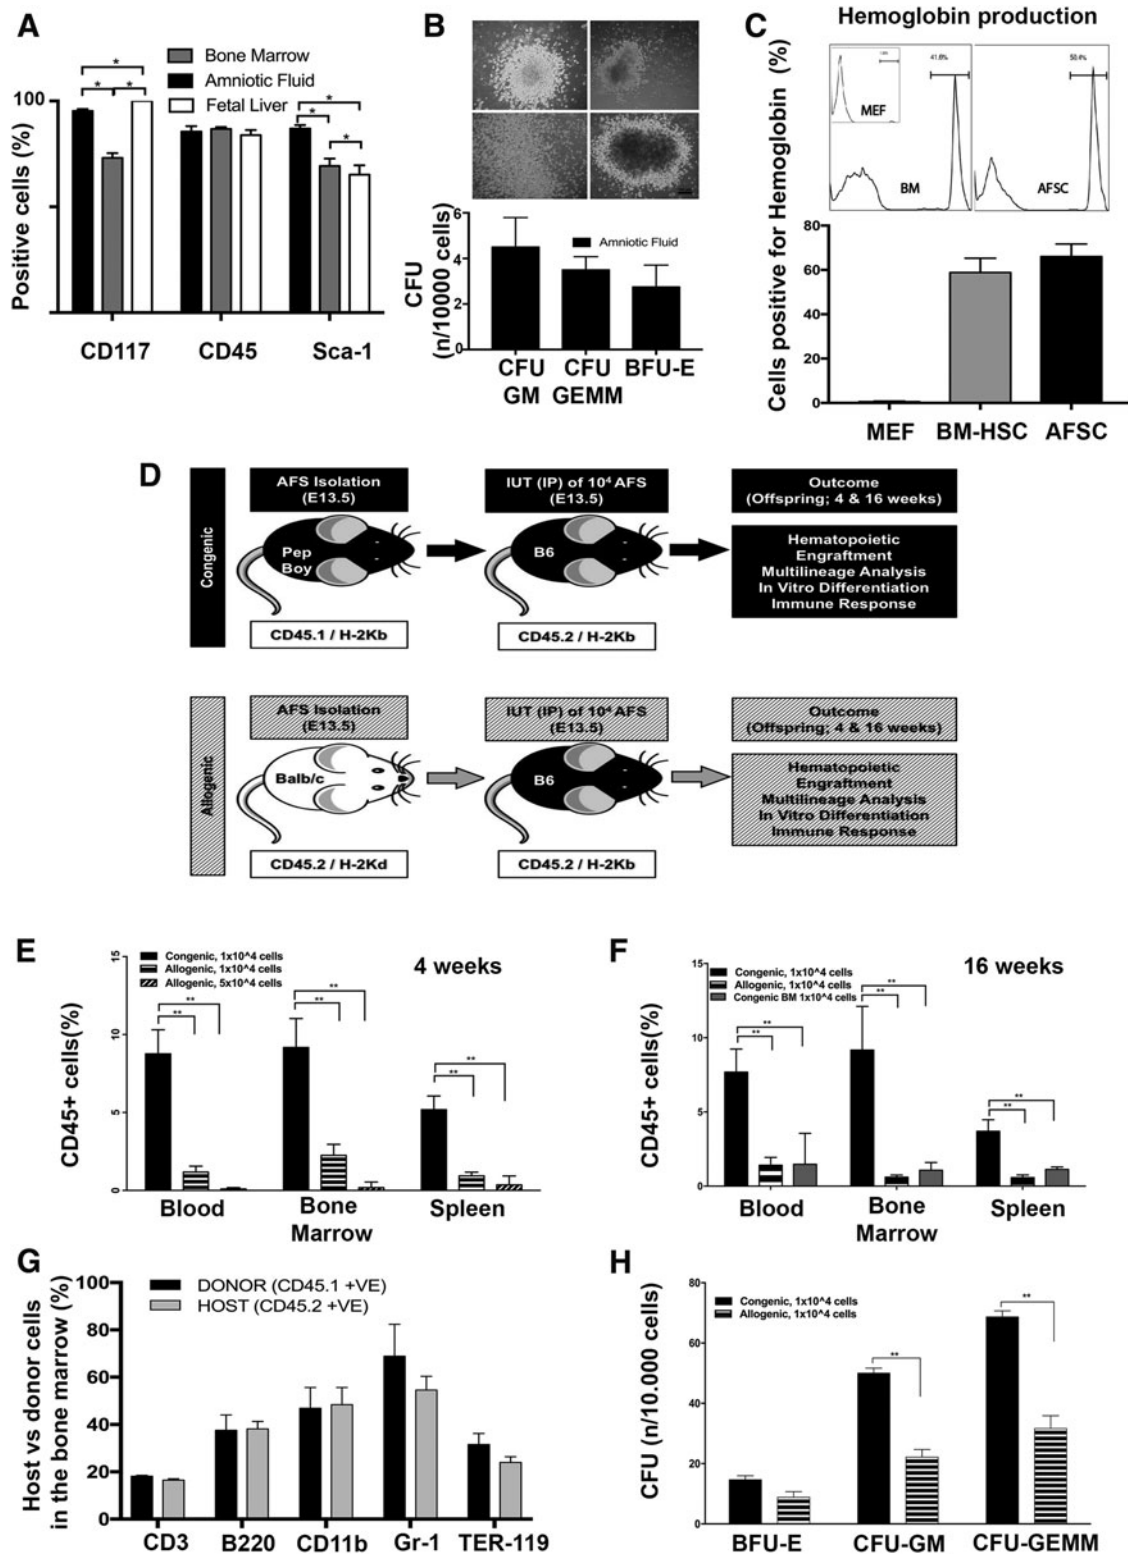 A
Bone Marrow
Amniotic Fluid
Fetal Liver
* * * * * *
100
Positive cells (%)
CD117 CD45 Sca-1
B
6
4
2
0
CFU
(n/10000 cells)
Amniotic Fluid
CFU GM
CFU GEMM
BFU-E
C
Hemoglobin production
41.6%
50.4%
MEF
BM
AFSC
Cells positive for Hemoglobin (%)
80
60
40
20
0
MEF BM-HSC AFSC
D
Congenic
AFS Isolation
(E13.5)
Pep
Boy
CD45.1 / H-2Kb
IUT (IP) of 10⁴ AFS
(E13.5)
B6
CD45.2 / H-2Kb
Outcome
(Offspring; 4 & 16 weeks)
Hematopoietic
Engraftment
Multilineage Analysis
In Vitro Differentiation
Immune Response
Allogenic
AFS Isolation
(E13.5)
Balb/c
CD45.2 / H-2Kd
IUT (IP) of 10⁴ AFS
(E13.5)
B6
CD45.2 / H-2Kb
Outcome
(Offspring; 4 & 16 weeks)
Hematopoietic
Engraftment
Multilineage Analysis
In Vitro Differentiation
Immune Response
E
4 weeks
Congenic, 1x10^4 cells
Allogenic, 1x10^4 cells
Allogenic, 5x10^4 cells
** ** ** ** ** **
CD45+ cells(%)
15
10
5
0
Blood
Bone
Marrow
Spleen
F
16 weeks
Congenic, 1x10^4 cells
Allogenic, 1x10^4 cells
Congenic BM 1x10^4 cells
** ** ** ** ** **
CD45+ cells(%)
15
10
5
0
Blood
Bone
Marrow
Spleen
G
DONOR (CD45.1 +VE)
HOST (CD45.2 +VE)
Host vs donor cells
in the bone marrow (%)
100
80
60
40
20
0
CD3 B220 CD11b Gr-1 TER-119
H
Congenic, 1x10^4 cells
Allogenic, 1x10^4 cells
** **
CFU (n/10.000 cells)
80
60
40
20
0
BFU-E CFU-GM CFU-GEMM